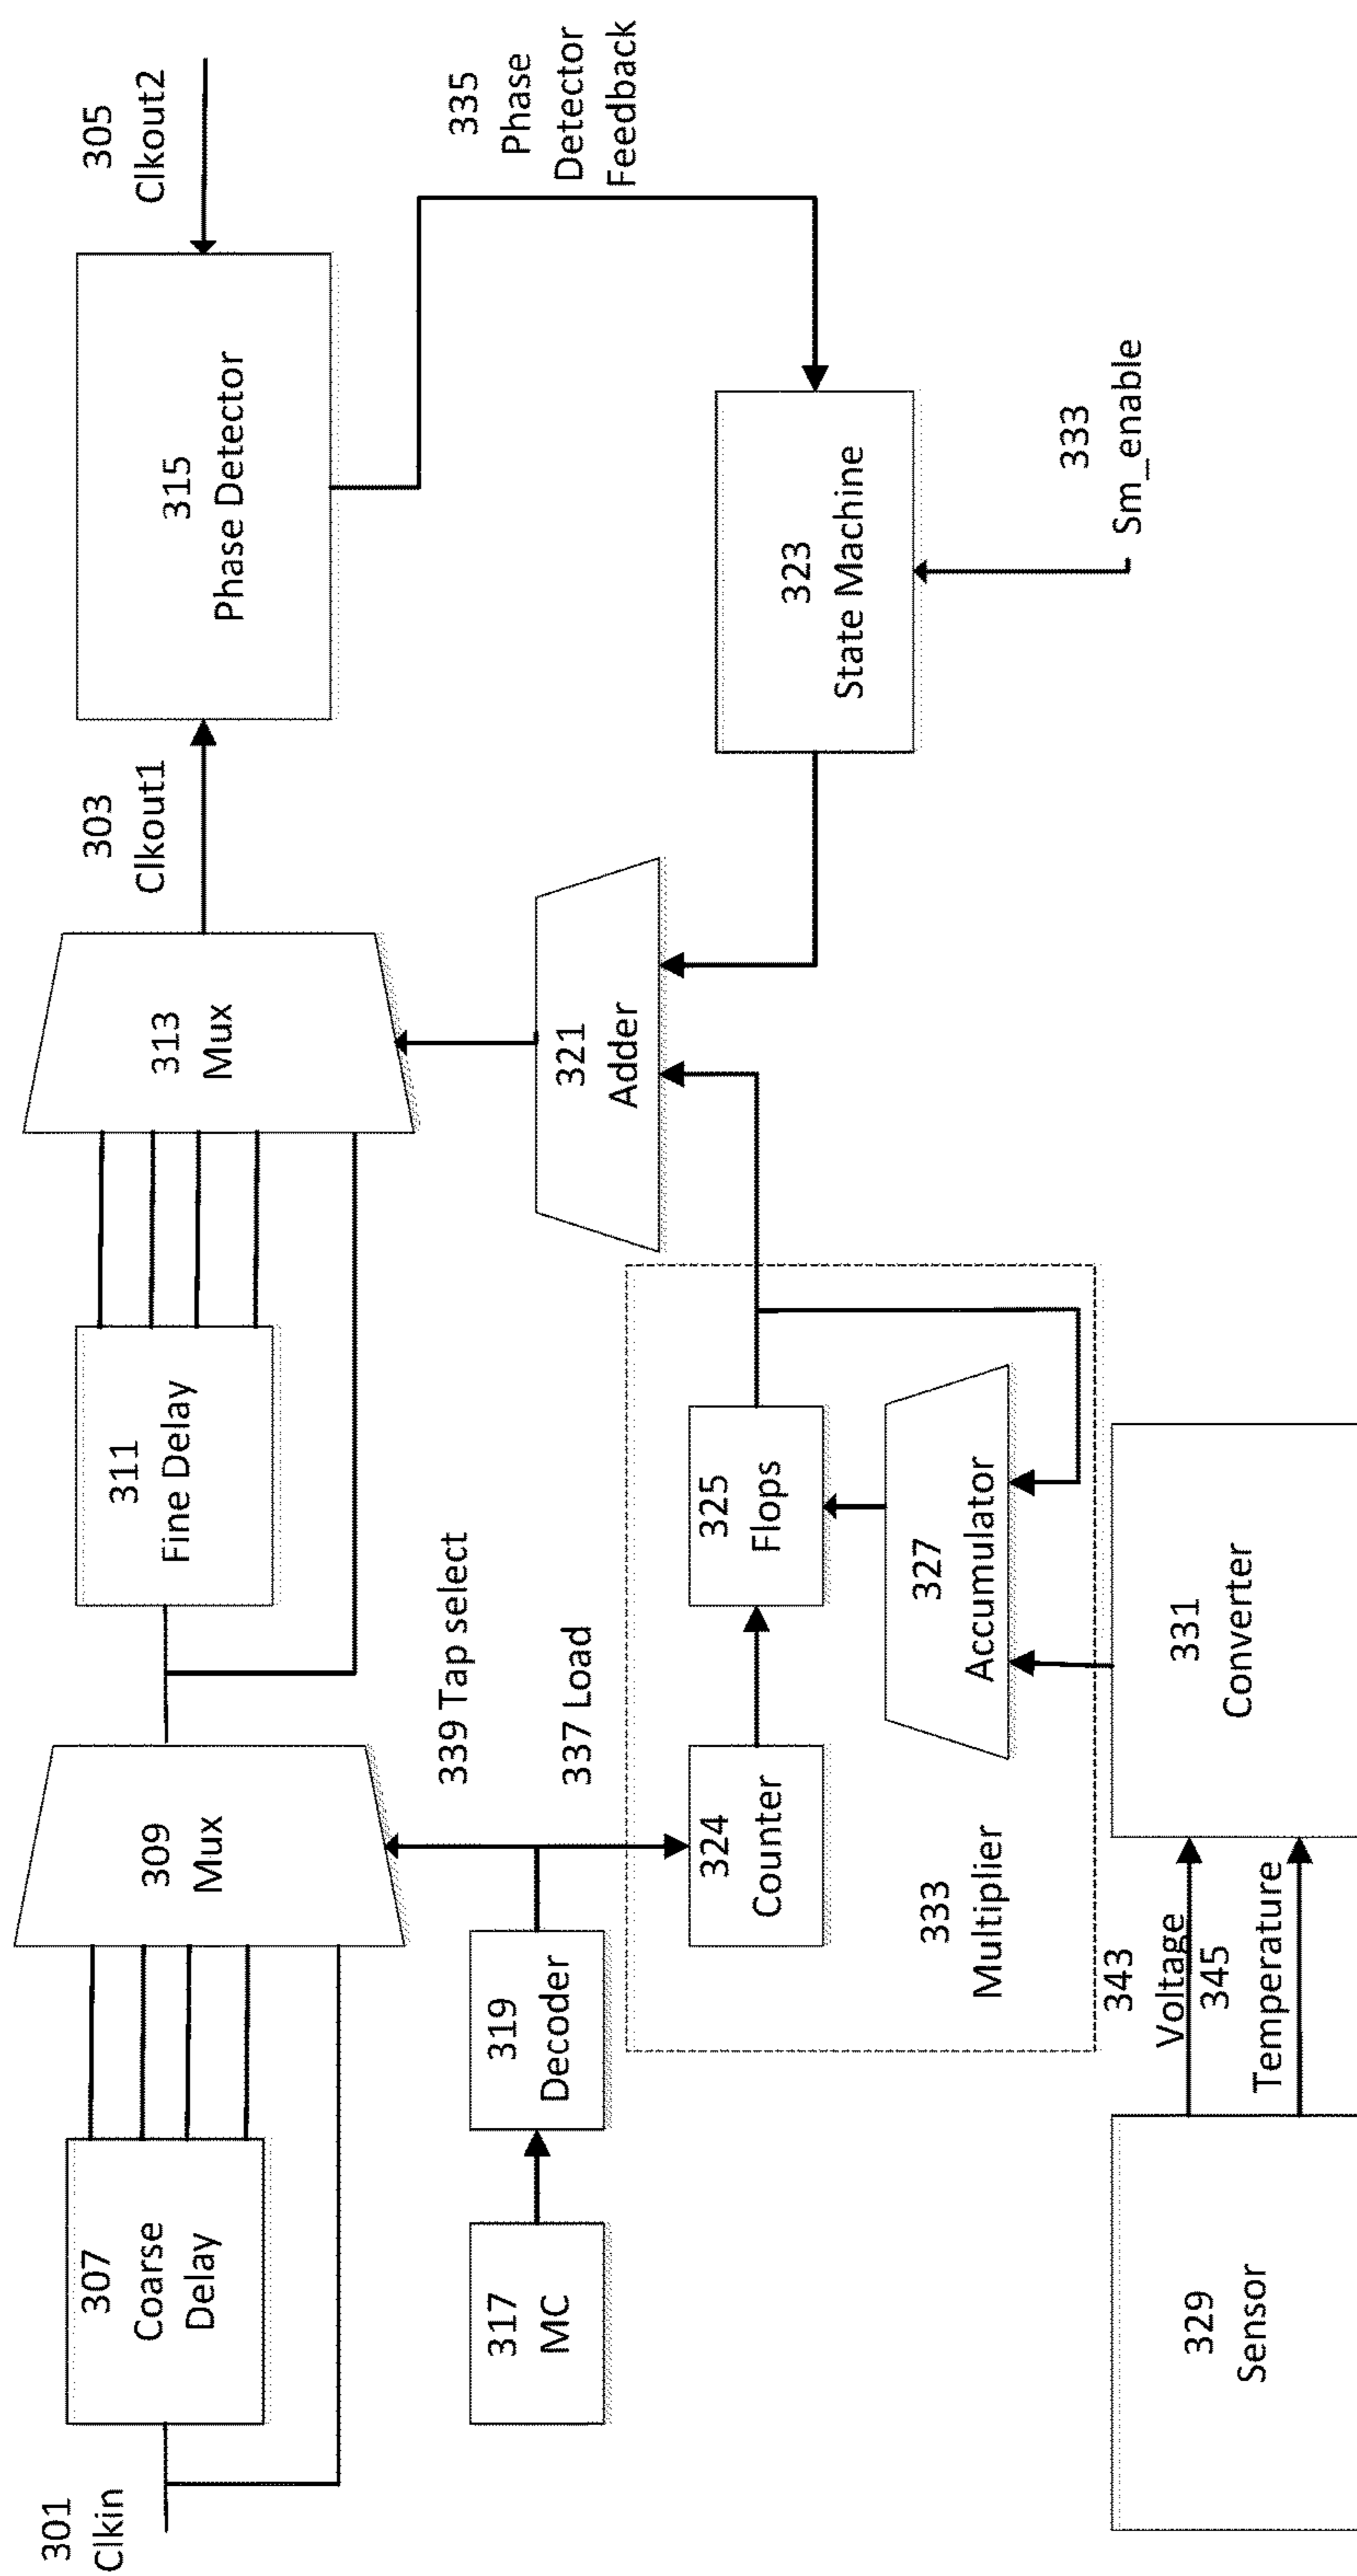 301
Clkin
307
Coarse
Delay
309
Mux
311
Fine Delay
313
Mux
303
Clkout1
315
Phase Detector
305
Clkout2
317
MC
319
Decoder
339 Tap select
337 Load
321
Adder
335
Phase
Detector
Feedback
324
Counter
325
Flops
327
Accumulator
333
Multiplier
323
State Machine
333
Sm_enable
329
Sensor
343
Voltage
345
Temperature
331
Converter